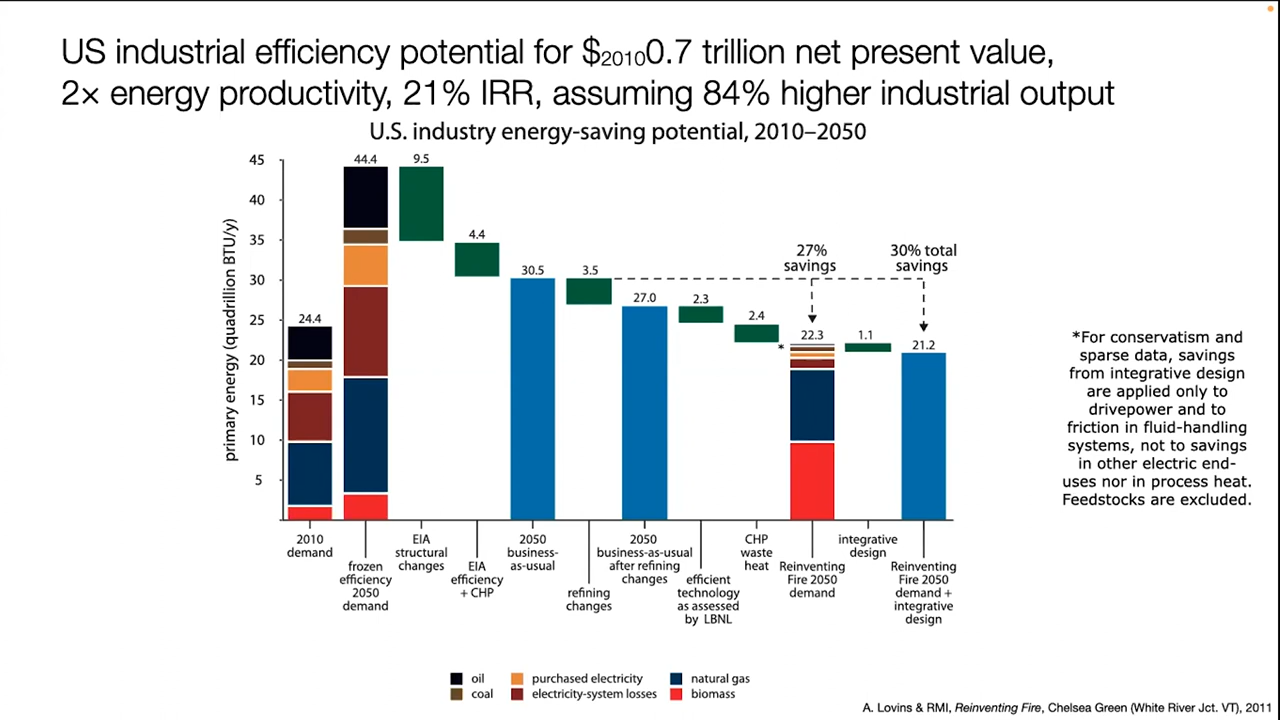 US industrial efficiency potential for $20100.7 trillion net present value,
2× energy productivity, 21% IRR, assuming 84% higher industrial output
U.S. industry energy-saving potential, 2010–2050
primary energy (quadrillion BTU/y)
45
40
35
30
25
20
15
10
5
24.4
44.4
9.5
4.4
30.5
3.5
27.0
2.3
2.4
27%
savings
22.3
*
1.1
30% total
savings
21.2
2010
demand
frozen
efficiency
2050
demand
EIA
structural
changes
EIA
efficiency
+ CHP
2050
business-
as-usual
refining
changes
2050
business-as-usual
after refining
changes
efficient
technology
as assessed
by LBNL
CHP
waste
heat
Reinventing
Fire 2050
demand
integrative
design
Reinventing
Fire 2050
demand +
integrative
design
*For conservatism and
sparse data, savings
from integrative design
are applied only to
drivepower and to
friction in fluid-handling
systems, not to savings
in other electric end-
uses nor in process heat.
Feedstocks are excluded.
oil
coal
purchased electricity
electricity-system losses
natural gas
biomass
A. Lovins & RMI, Reinventing Fire, Chelsea Green (White River Jct. VT), 2011